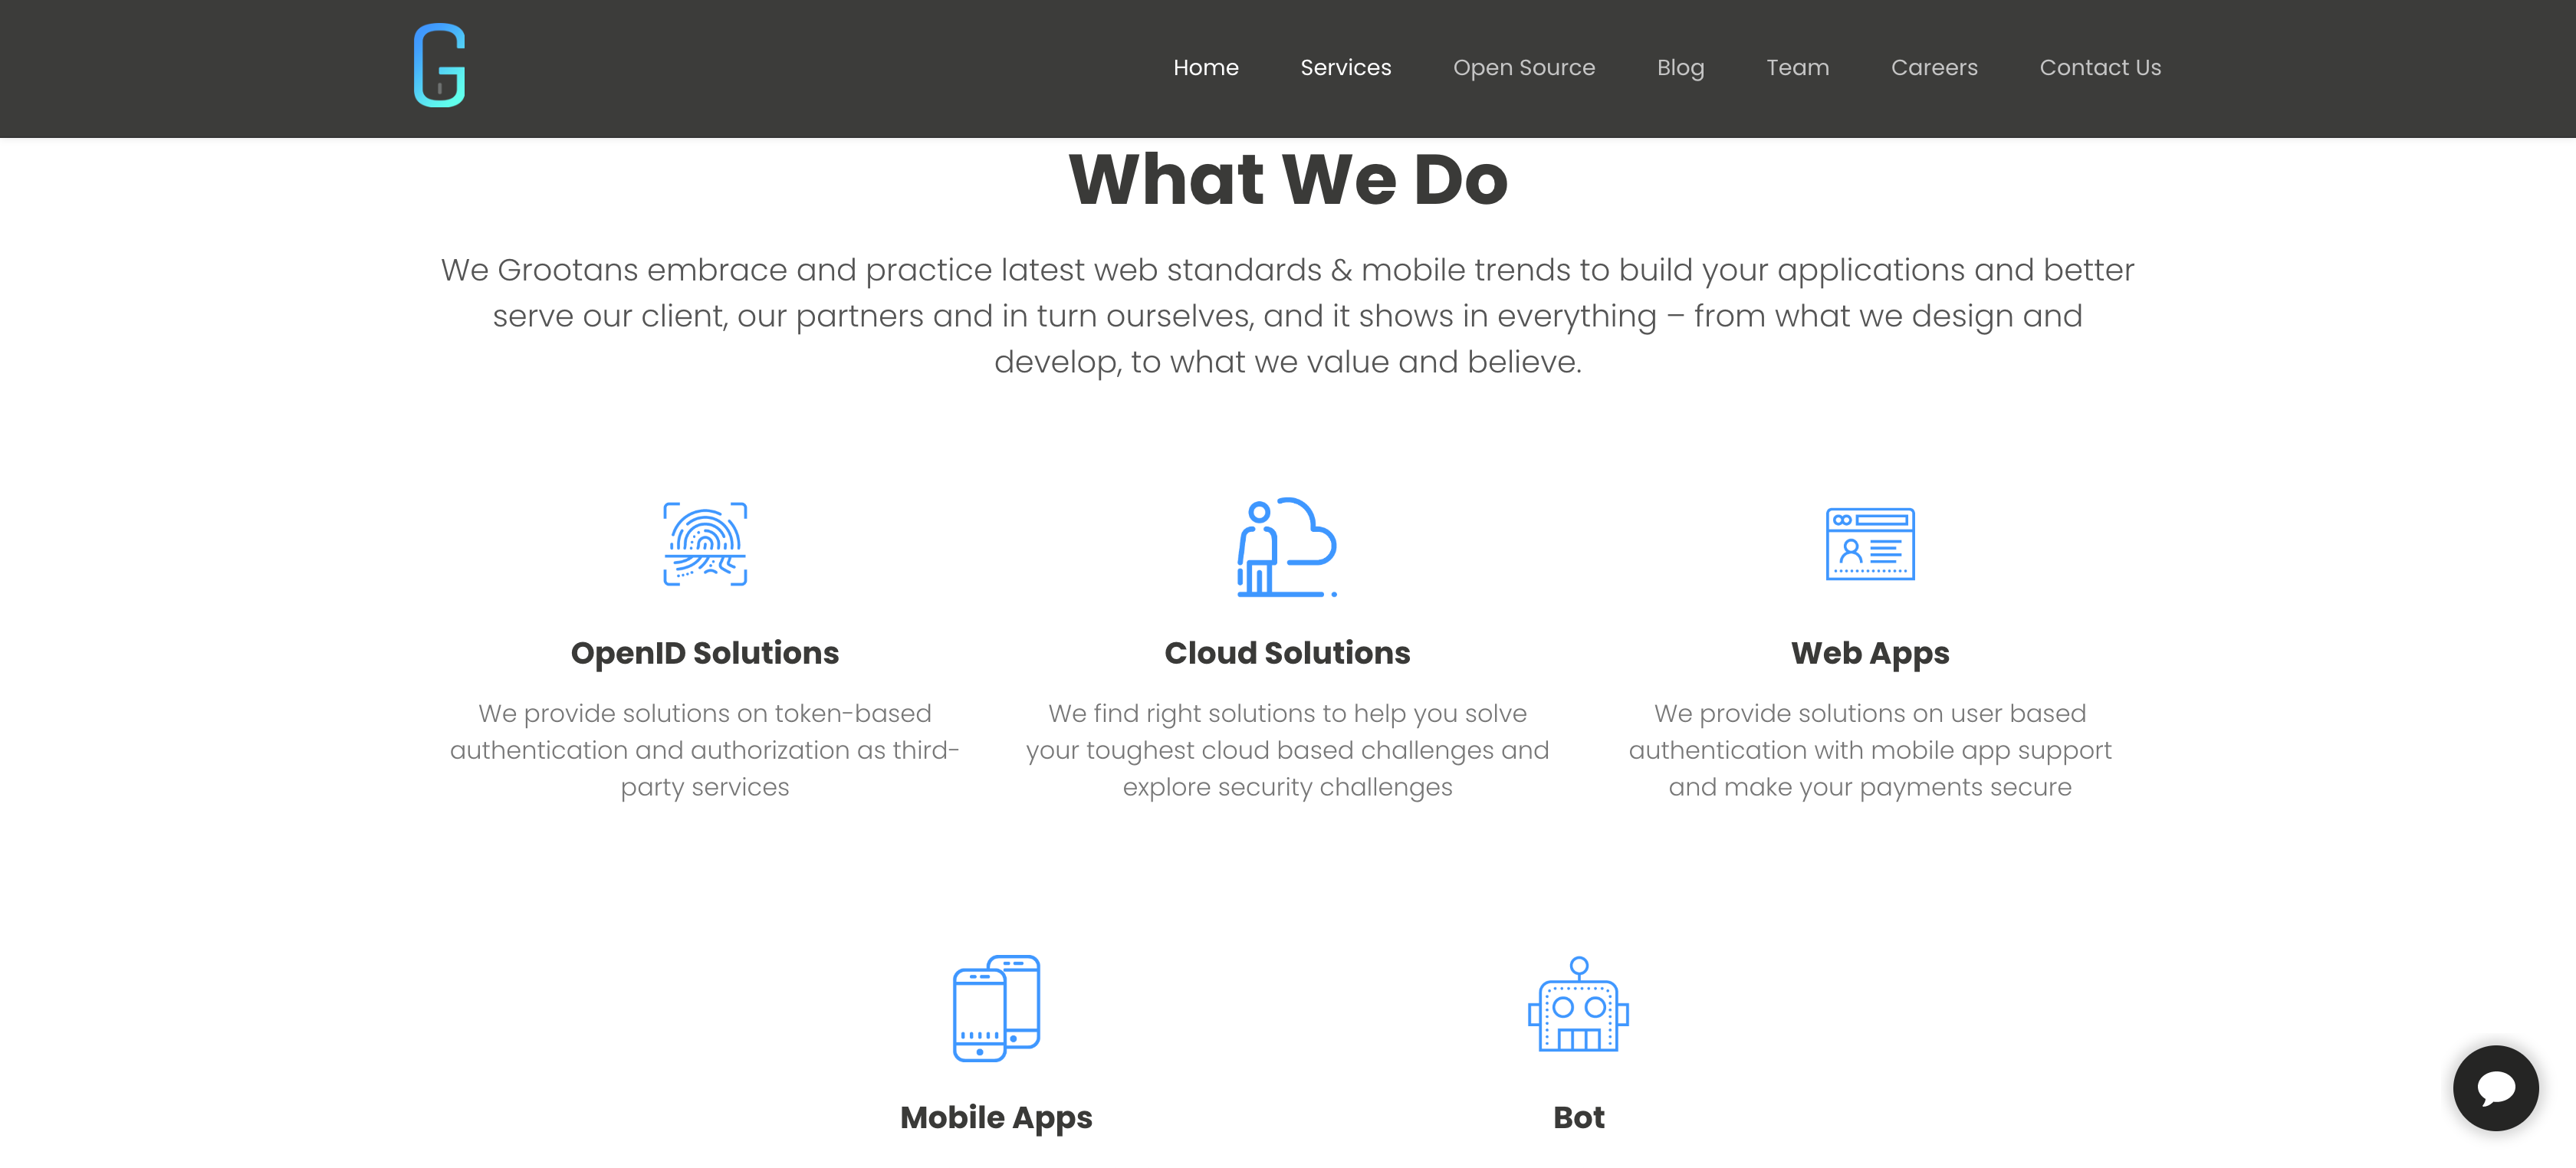 G
Home Services Open Source Blog Team Careers Contact Us
What We Do
We Grootans embrace and practice latest web standards & mobile trends to build your applications and better
serve our client, our partners and in turn ourselves, and it shows in everything – from what we design and
develop, to what we value and believe.
OpenID Solutions
We provide solutions on token-based
authentication and authorization as third-
party services
Cloud Solutions
We find right solutions to help you solve
your toughest cloud based challenges and
explore security challenges
Web Apps
We provide solutions on user based
authentication with mobile app support
and make your payments secure
Mobile Apps
Bot